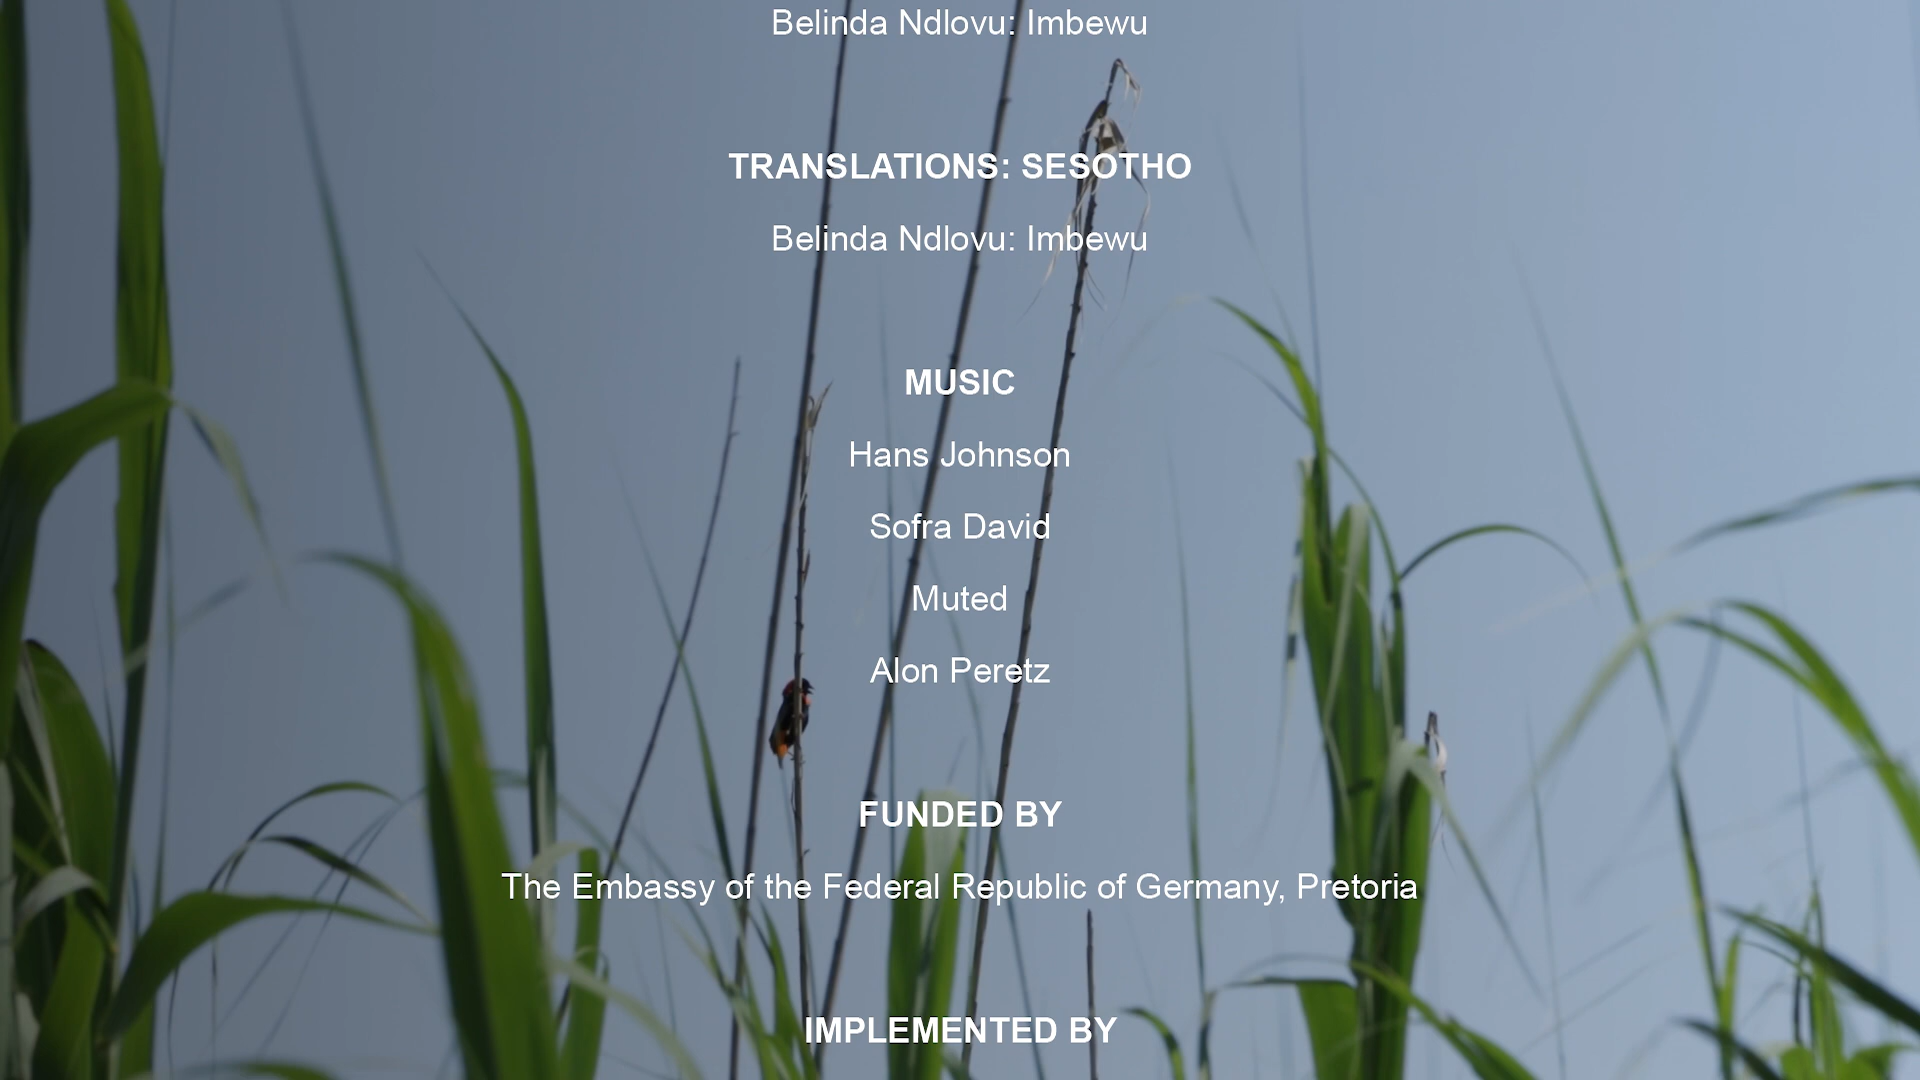 Belinda Ndlovu: Imbewu
TRANSLATIONS: SESOTHO
Belinda Ndlovu: Imbewu
MUSIC
Hans Johnson
Sofra David
Muted
Alon Peretz
FUNDED BY
The Embassy of the Federal Republic of Germany, Pretoria
IMPLEMENTED BY